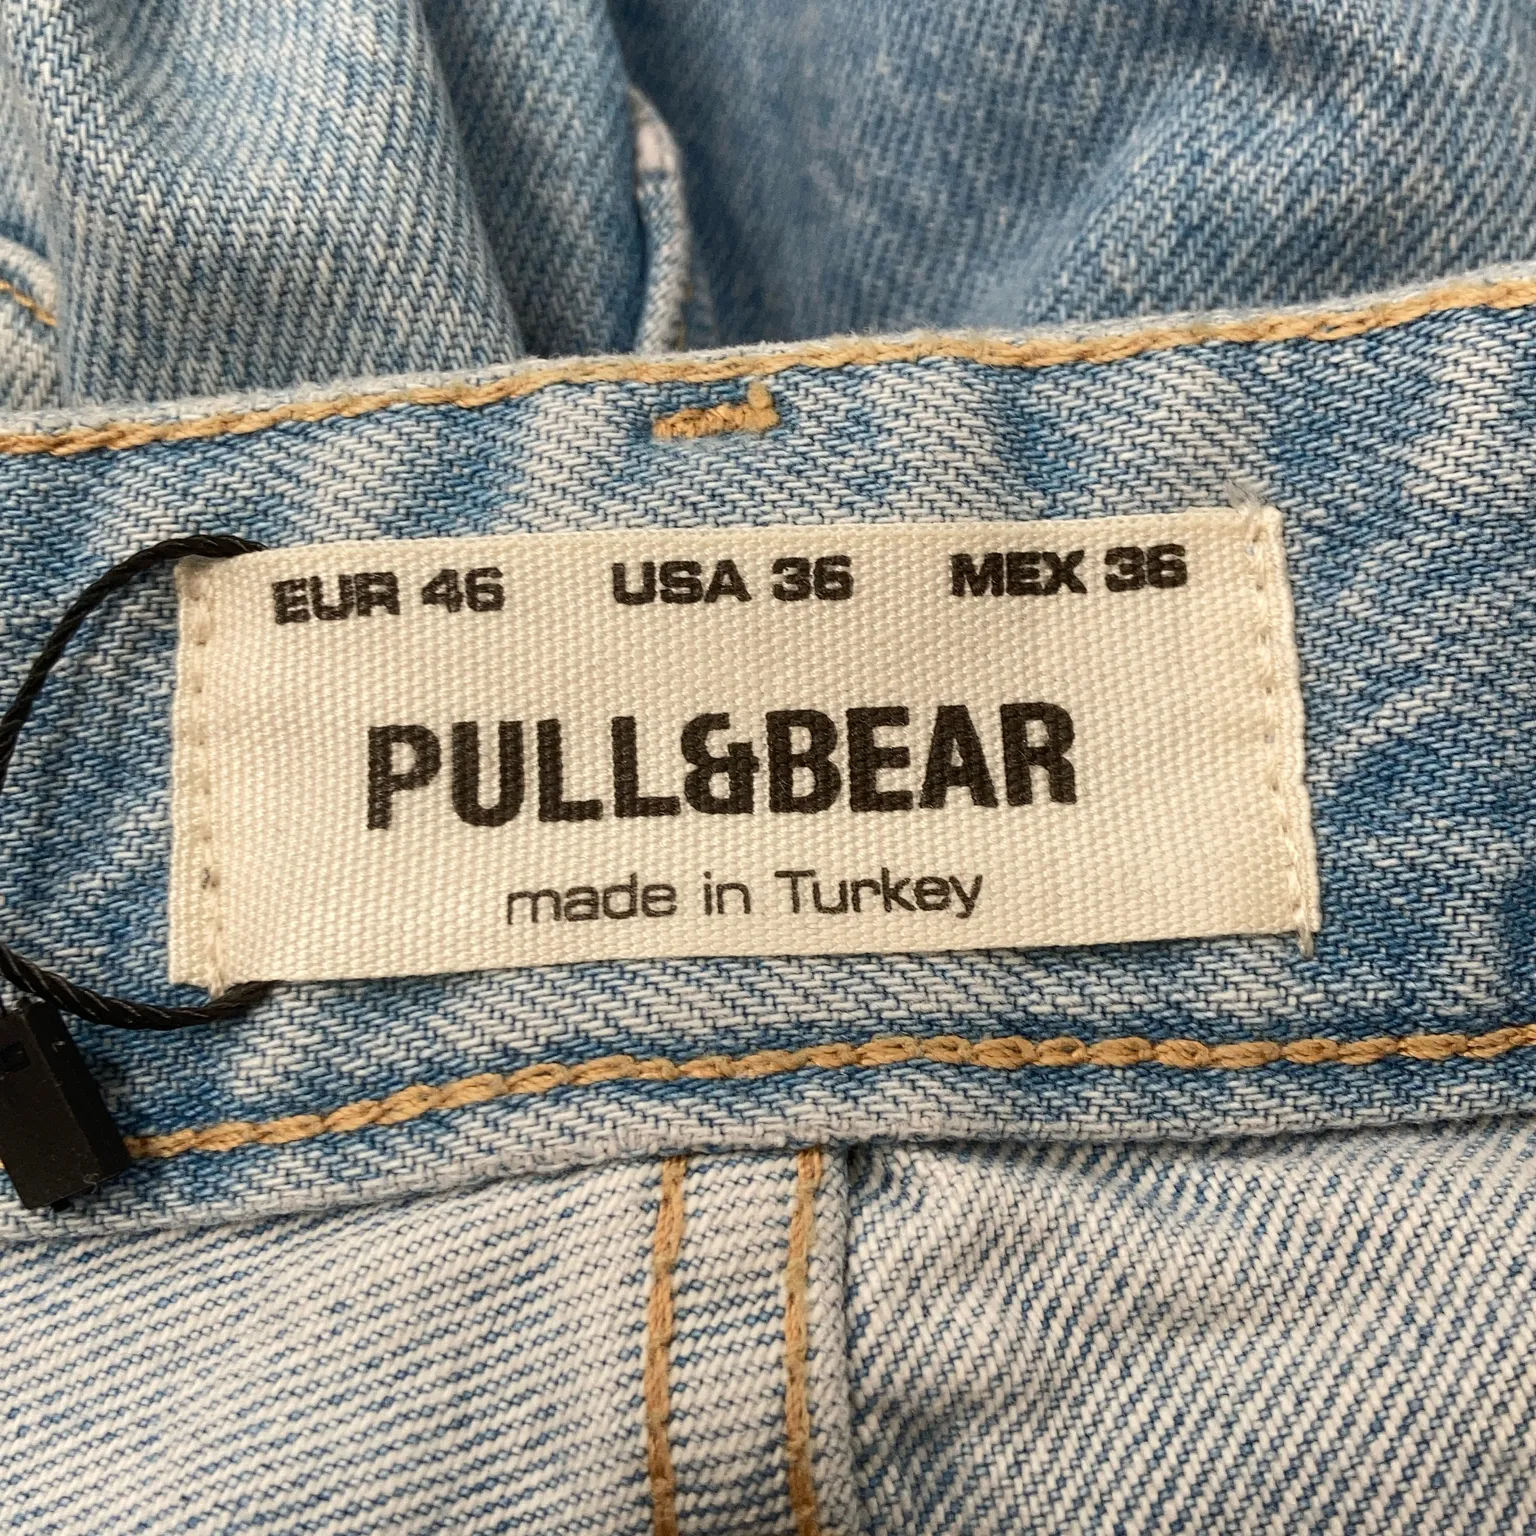 EUR 46 USA 36 MEX 36
PULL&BEAR
made in Turkey